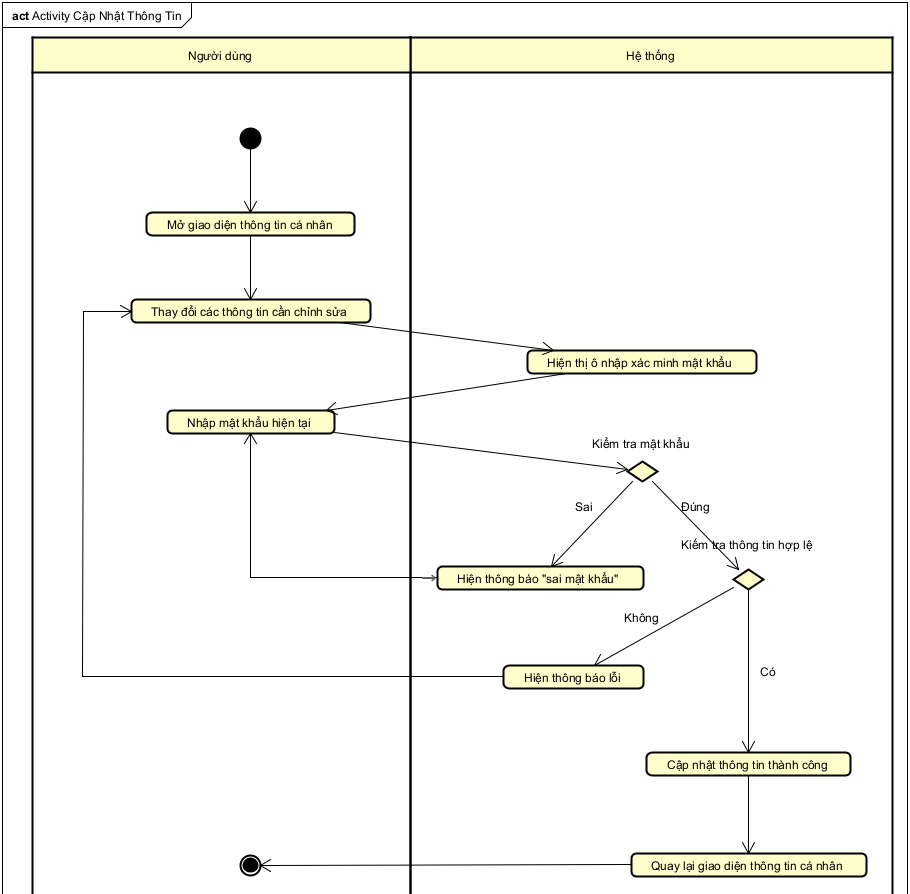 act Activity Cập Nhật Thông Tin
Người dùng
Hệ thống
Mở giao diện thông tin cá nhân
Thay đổi các thông tin cần chỉnh sửa
Hiện thị ô nhập xác minh mật khẩu
Nhập mật khẩu hiện tại
Kiểm tra mật khẩu
Sai
Đúng
Kiếm tra thông tin hợp lệ
Hiện thông báo "sai mật khẩu"
Không
Hiện thông báo lỗi
Có
Cập nhật thông tin thành công
Quay lại giao diện thông tin cá nhân